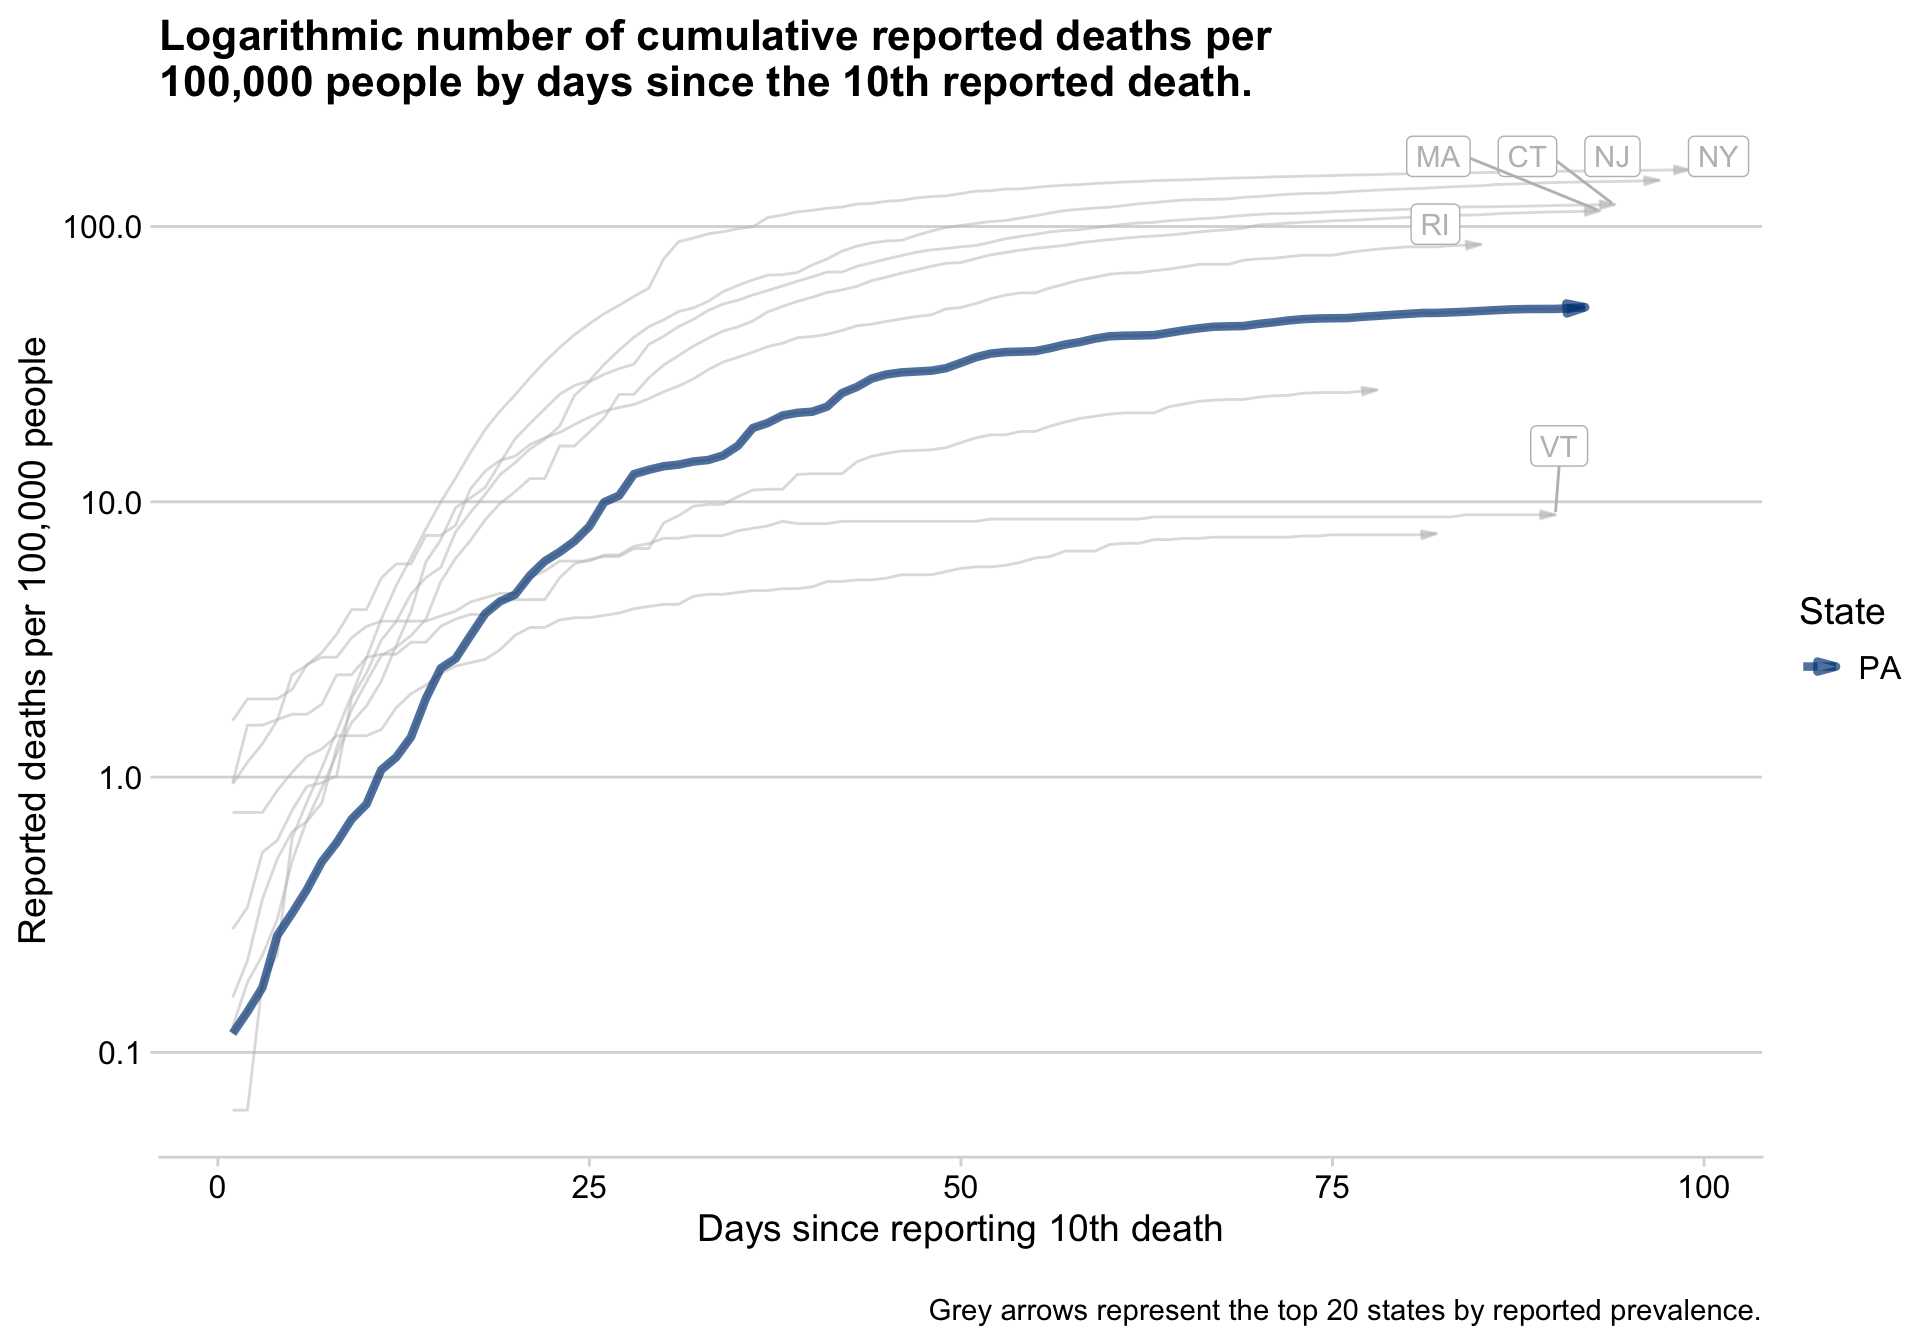 Logarithmic number of cumulative reported deaths per
100,000 people by days since the 10th reported death.
MA CT NJ NY
RI
VT
Reported deaths per 100,000 people
100.0
10.0
1.0
0.1
0 25 50 75 100
Days since reporting 10th death
State
PA
Grey arrows represent the top 20 states by reported prevalence.